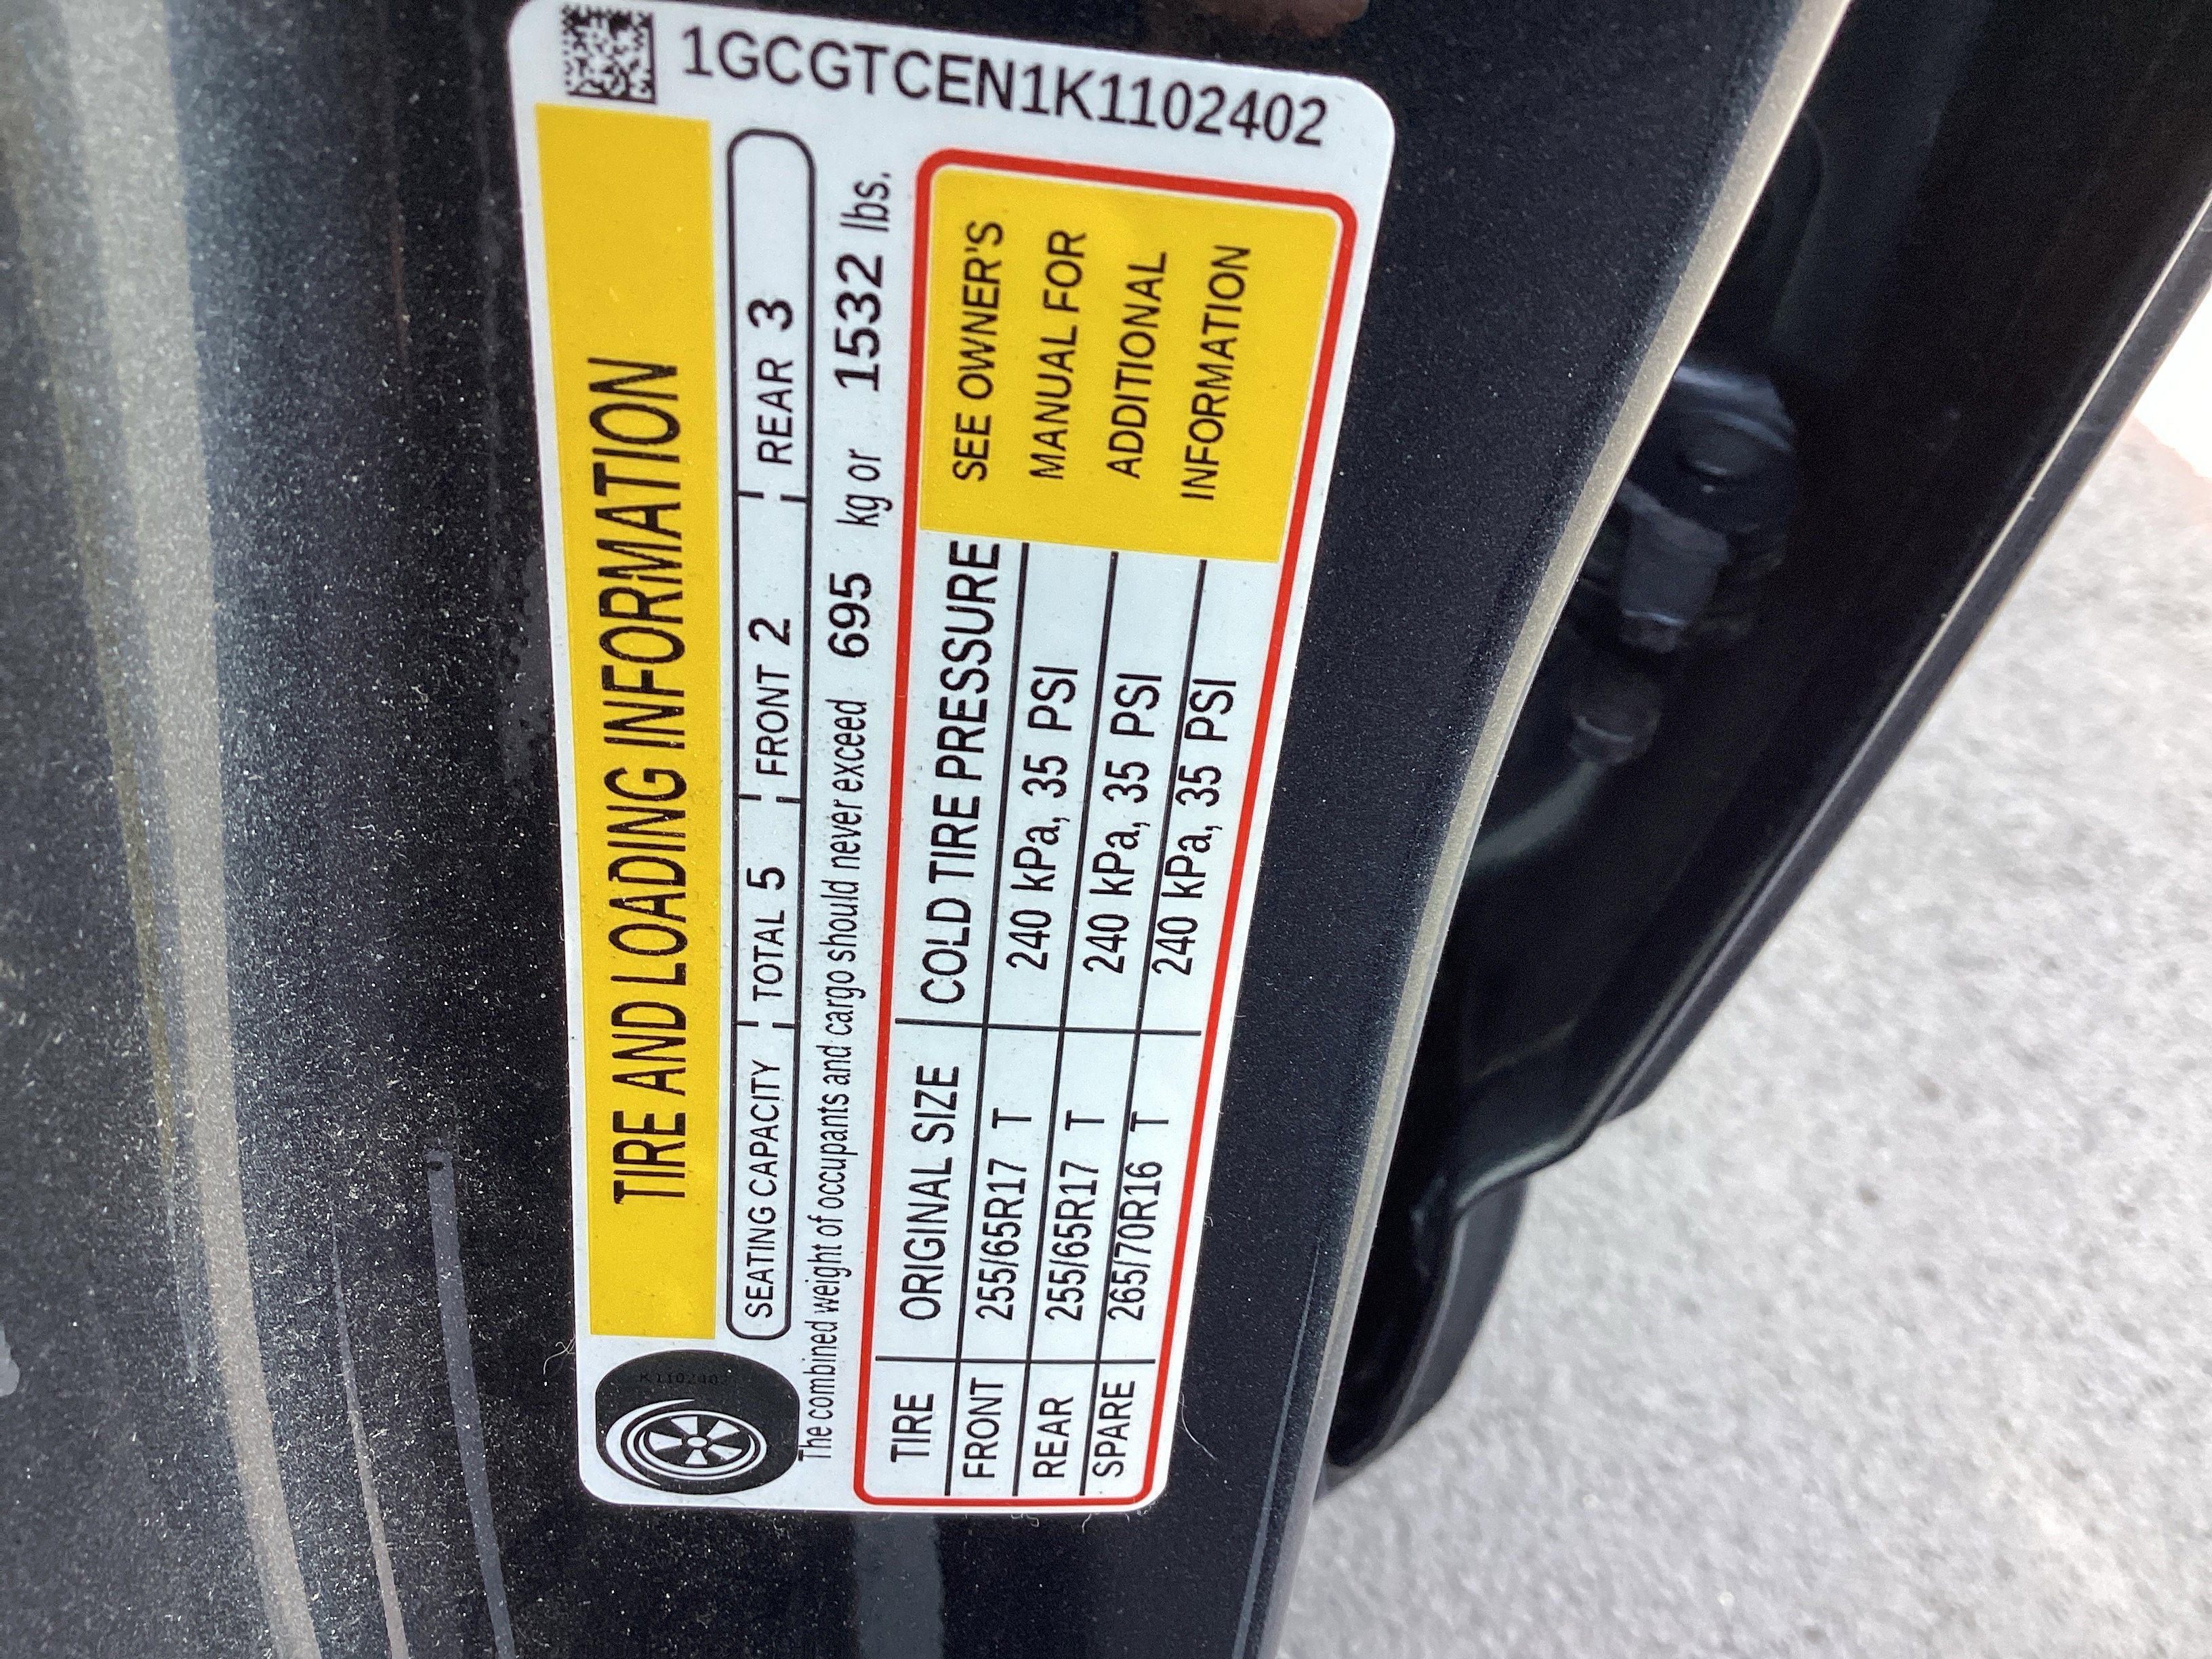 1GCGTCEN1K1102402
TIRE AND LOADING INFORMATION
SEATING CAPACITY TOTAL 5 FRONT 2 REAR 3
The combined weight of occupants and cargo should never exceed 695 kg or 1532 lbs.
TIRE ORIGINAL SIZE COLD TIRE PRESSURE
FRONT 255/65R17 T 240 kPa, 35 PSI
REAR 255/65R17 T 240 kPa, 35 PSI
SPARE 265/70R16 T 240 kPa, 35 PSI
SEE OWNER'S
MANUAL FOR
ADDITIONAL
INFORMATION
K1102402